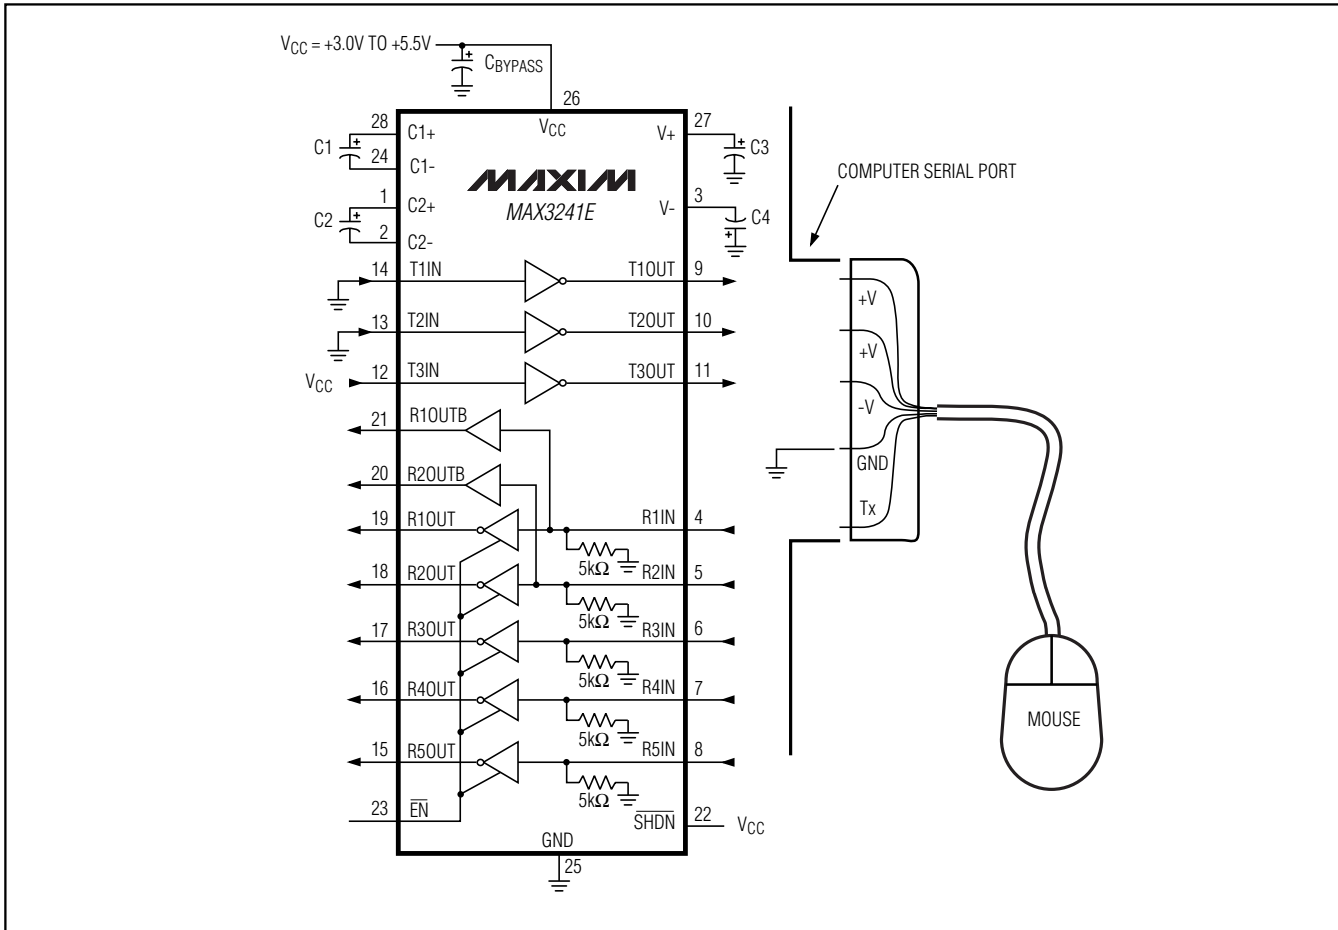 VCC = +3.0V TO +5.5V
CBYPASS
26
VCC
28
C1+
C1
24
C1-
1
C2+
C2
2
C2-
27
V+
C3
3
V-
C4
MAXIM
MAX3241E
COMPUTER SERIAL PORT
14
T1IN
T1OUT
9
13
T2IN
T2OUT
10
VCC
12
T3IN
T3OUT
11
21
R1OUTB
20
R2OUTB
19
R1OUT
R1IN
4
5kΩ
18
R2OUT
R2IN
5
5kΩ
17
R3OUT
R3IN
6
5kΩ
16
R4OUT
R4IN
7
5kΩ
15
R5OUT
R5IN
8
5kΩ
23
EN
SHDN
22
VCC
GND
25
+V
+V
-V
GND
Tx
MOUSE